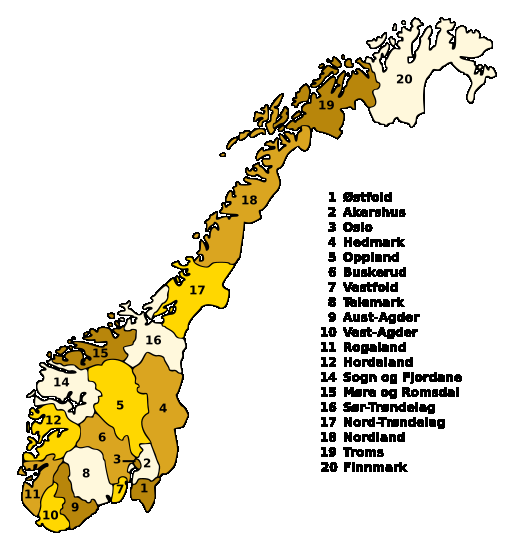 20
19
18
17
16
15
14
5
4
12
6
3
2
8
7
1
11
9
10
1 Østfold
2 Akershus
3 Oslo
4 Hedmark
5 Oppland
6 Buskerud
7 Vestfold
8 Telemark
9 Aust-Agder
10 Vest-Agder
11 Rogaland
12 Hordaland
14 Sogn og Fjordane
15 Møre og Romsdal
16 Sør-Trøndelag
17 Nord-Trøndelag
18 Nordland
19 Troms
20 Finnmark